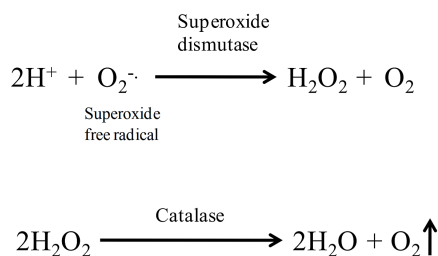 Superoxide
dismutase
2H⁺ + O₂⁻· → H₂O₂ + O₂
Superoxide
free radical
Catalase
2H₂O₂ → 2H₂O + O₂↑